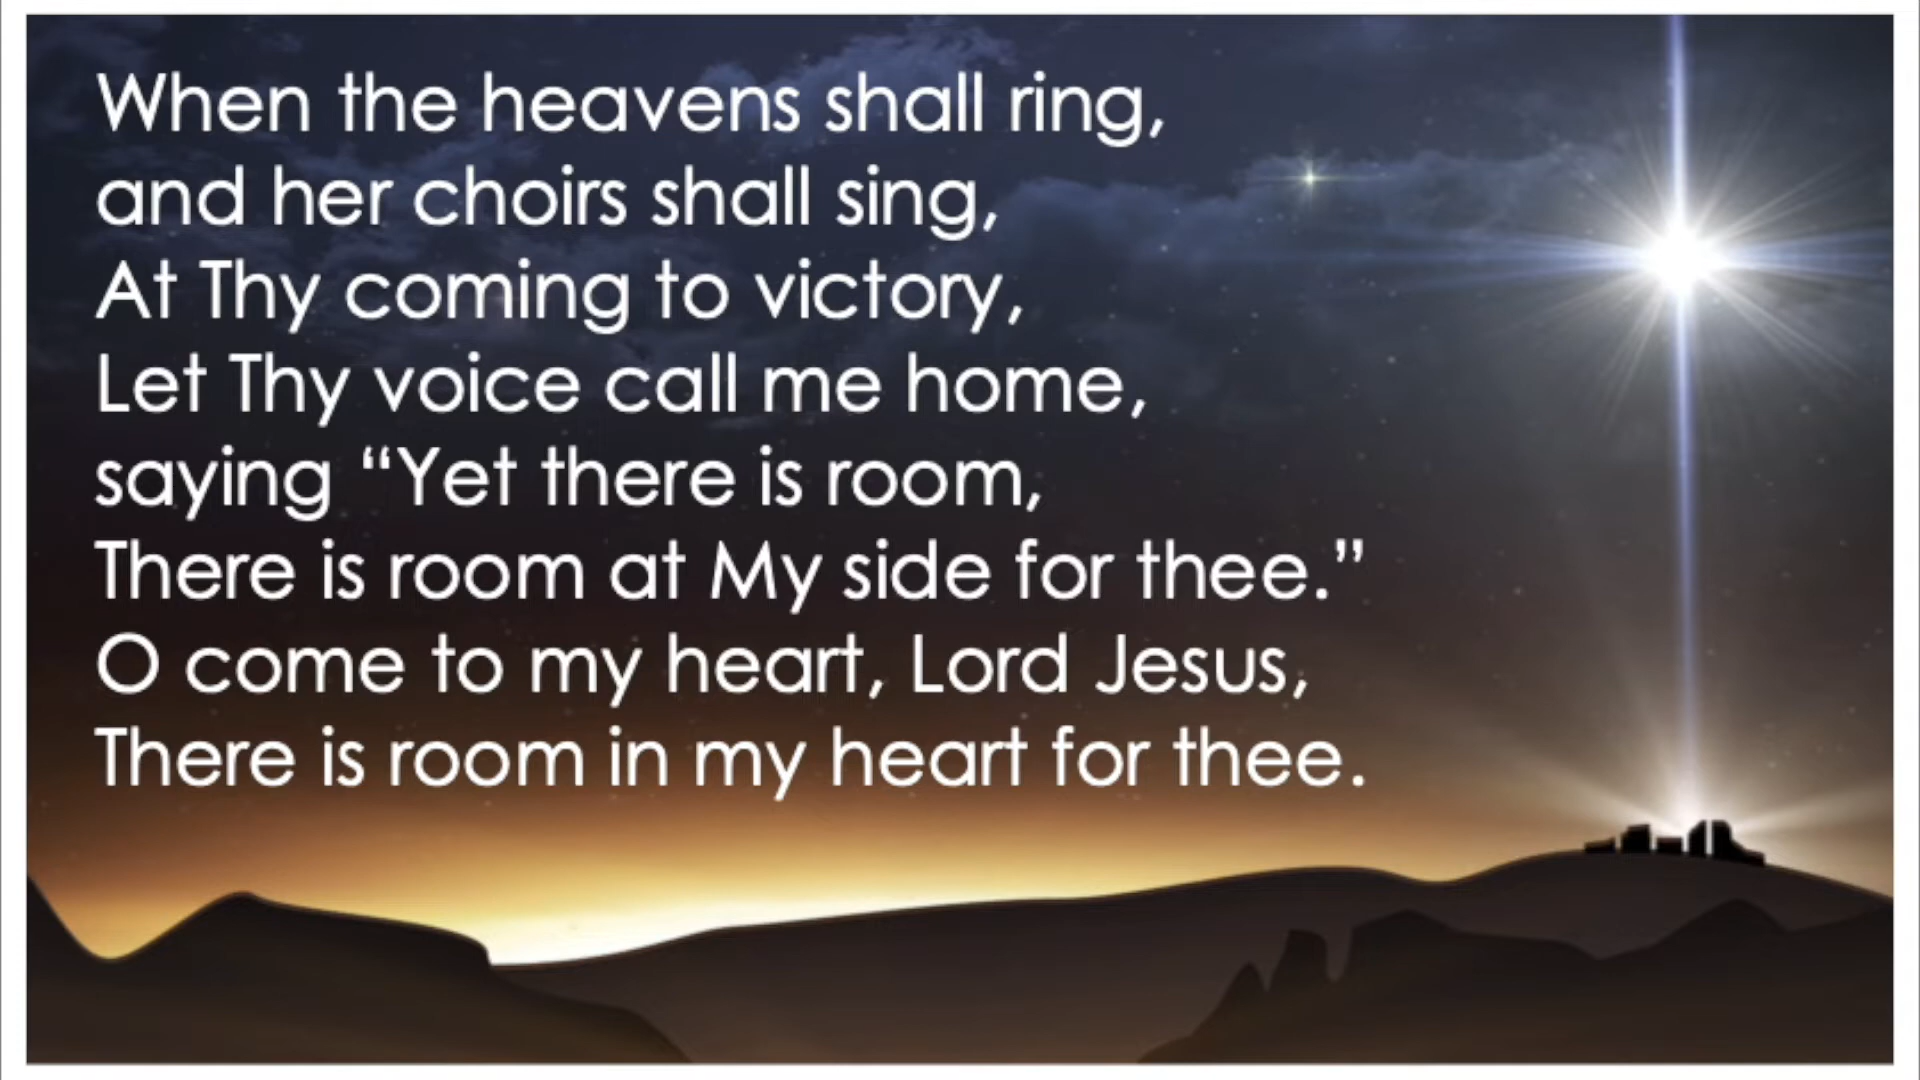 When the heavens shall ring,
and her choirs shall sing,
At Thy coming to victory,
Let Thy voice call me home,
saying “Yet there is room,
There is room at My side for thee.”
O come to my heart, Lord Jesus,
There is room in my heart for thee.